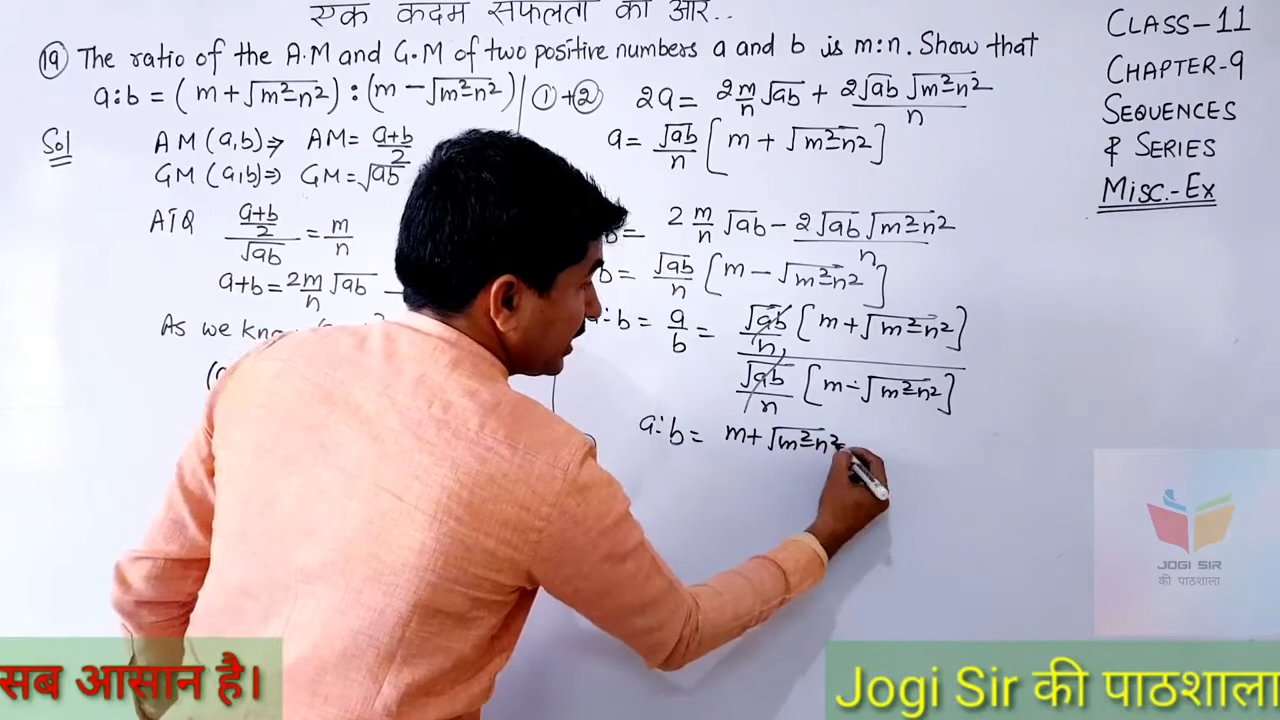 एक कदम सफलता की ओर..
(19) The ratio of the A.M and G.M of two positive numbers a and b is m:n. Show that
a:b = (m+√m²-n²) : (m-√m²-n²)
Sol
AM (a,b)⇒ AM = a+b/2
GM (a,b)⇒ GM = √ab
ATQ (a+b/2)/√ab = m/n
a+b = 2m/n √ab
As we know
①+② 2a = 2m/n √ab + 2√ab √m²-n²/n
a = √ab/n [m + √m²-n²]
= 2 m/n √ab - 2√ab √m²-n²/n
b = √ab/n [m - √m²-n²]
a:b = a/b = √ab/n [m+√m²-n²] / √ab/n [m-√m²-n²]
a:b = m+√m²-n²
CLASS-11
CHAPTER-9
SEQUENCES
& SERIES
MISC.-EX
JOGI SIR
की पाठशाला
सब आसान है।
Jogi Sir की पाठशाला